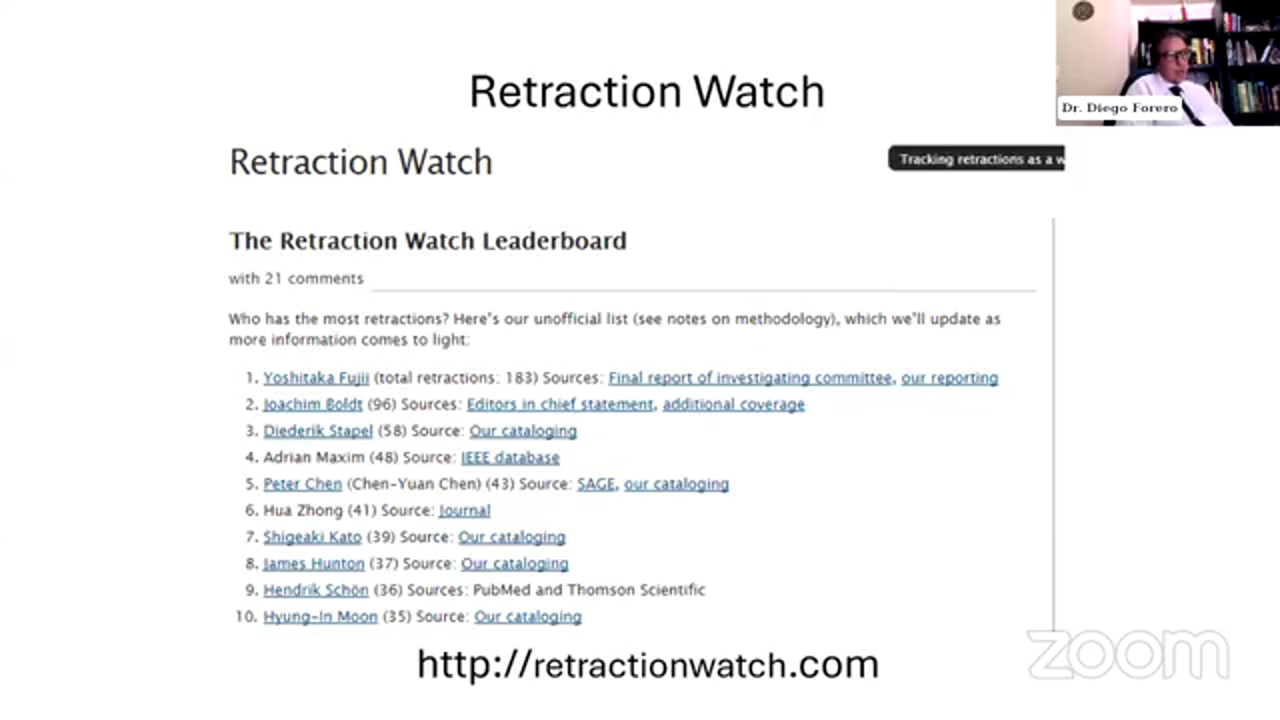 Retraction Watch
Dr. Diego Forero
Retraction Watch
Tracking retractions as a w
The Retraction Watch Leaderboard
with 21 comments
Who has the most retractions? Here's our unofficial list (see notes on methodology), which we'll update as
more information comes to light:
1. Yoshitaka Fujii (total retractions: 183) Sources: Final report of investigating committee, our reporting
2. Joachim Boldt (96) Sources: Editors in chief statement, additional coverage
3. Diederik Stapel (58) Source: Our cataloging
4. Adrian Maxim (48) Source: IEEE database
5. Peter Chen (Chen-Yuan Chen) (43) Source: SAGE, our cataloging
6. Hua Zhong (41) Source: Journal
7. Shigeaki Kato (39) Source: Our cataloging
8. James Hunton (37) Source: Our cataloging
9. Hendrik Schön (36) Sources: PubMed and Thomson Scientific
10. Hyung-In Moon (35) Source: Our cataloging
http://retractionwatch.com
zoom